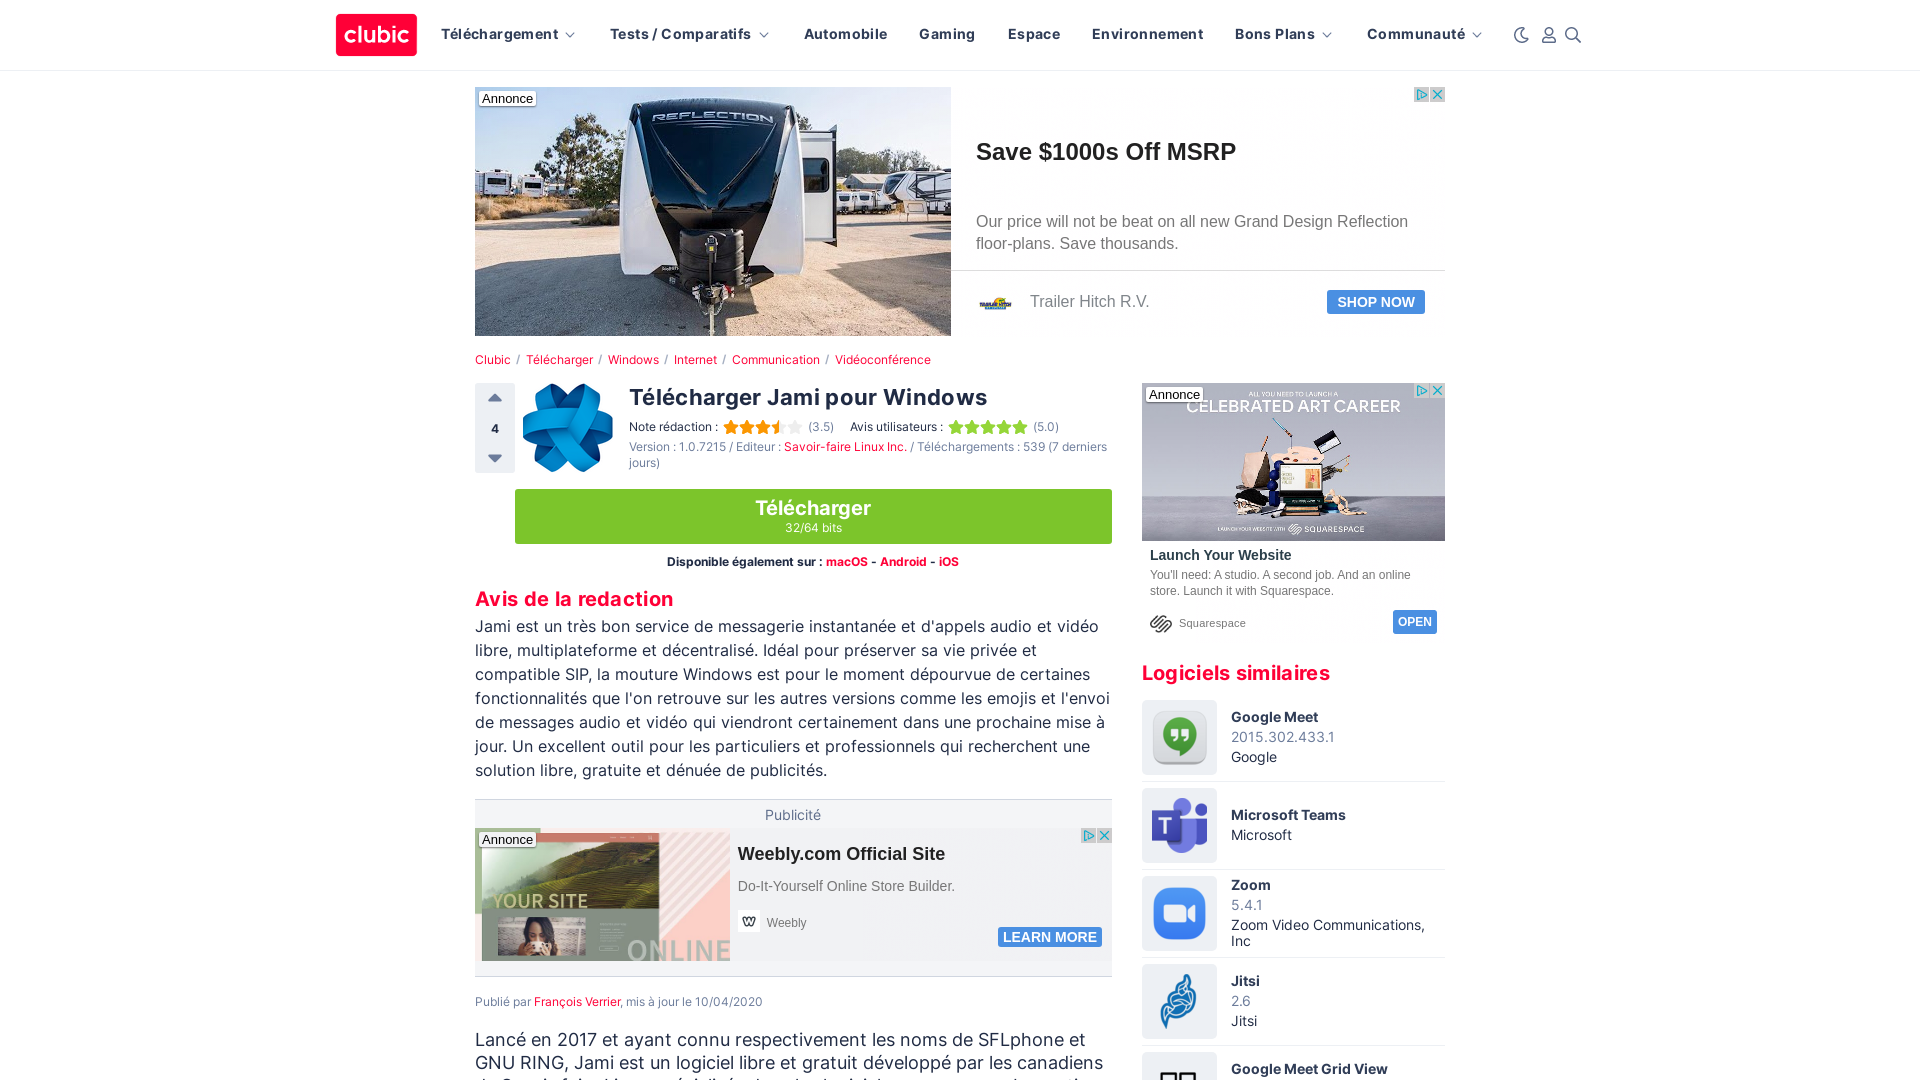 clubic
Téléchargement
Tests / Comparatifs
Automobile
Gaming
Espace
Environnement
Bons Plans
Communauté
Annonce
REFLECTION
Save $1000s Off MSRP
Our price will not be beat on all new Grand Design Reflection
floor-plans. Save thousands.
Trailer Hitch R.V.
SHOP NOW
Clubic / Télécharger / Windows / Internet / Communication / Vidéoconférence
4
Télécharger Jami pour Windows
Note rédaction : (3.5) Avis utilisateurs : (5.0)
Version : 1.0.7215 / Editeur : Savoir-faire Linux Inc. / Téléchargements : 539 (7 derniers
jours)
Télécharger
32/64 bits
Disponible également sur : macOS - Android - iOS
Avis de la redaction
Jami est un très bon service de messagerie instantanée et d'appels audio et vidéo
libre, multiplateforme et décentralisé. Idéal pour préserver sa vie privée et
compatible SIP, la mouture Windows est pour le moment dépourvue de certaines
fonctionnalités que l'on retrouve sur les autres versions comme les emojis et l'envoi
de messages audio et vidéo qui viendront certainement dans une prochaine mise à
jour. Un excellent outil pour les particuliers et professionnels qui recherchent une
solution libre, gratuite et dénuée de publicités.
Publicité
Annonce
YOUR SITE
ONLINE
Weebly.com Official Site
Do-It-Yourself Online Store Builder.
Weebly
LEARN MORE
Publié par François Verrier, mis à jour le 10/04/2020
Lancé en 2017 et ayant connu respectivement les noms de SFLphone et
GNU RING, Jami est un logiciel libre et gratuit développé par les canadiens
Annonce
ALL YOU NEED TO LAUNCH A
CELEBRATED ART CAREER
LAUNCH YOUR WEBSITE WITH SQUARESPACE
Launch Your Website
You'll need: A studio. A second job. And an online
store. Launch it with Squarespace.
Squarespace
OPEN
Logiciels similaires
Google Meet
2015.302.433.1
Google
Microsoft Teams
Microsoft
Zoom
5.4.1
Zoom Video Communications,
Inc
Jitsi
2.6
Jitsi
Google Meet Grid View